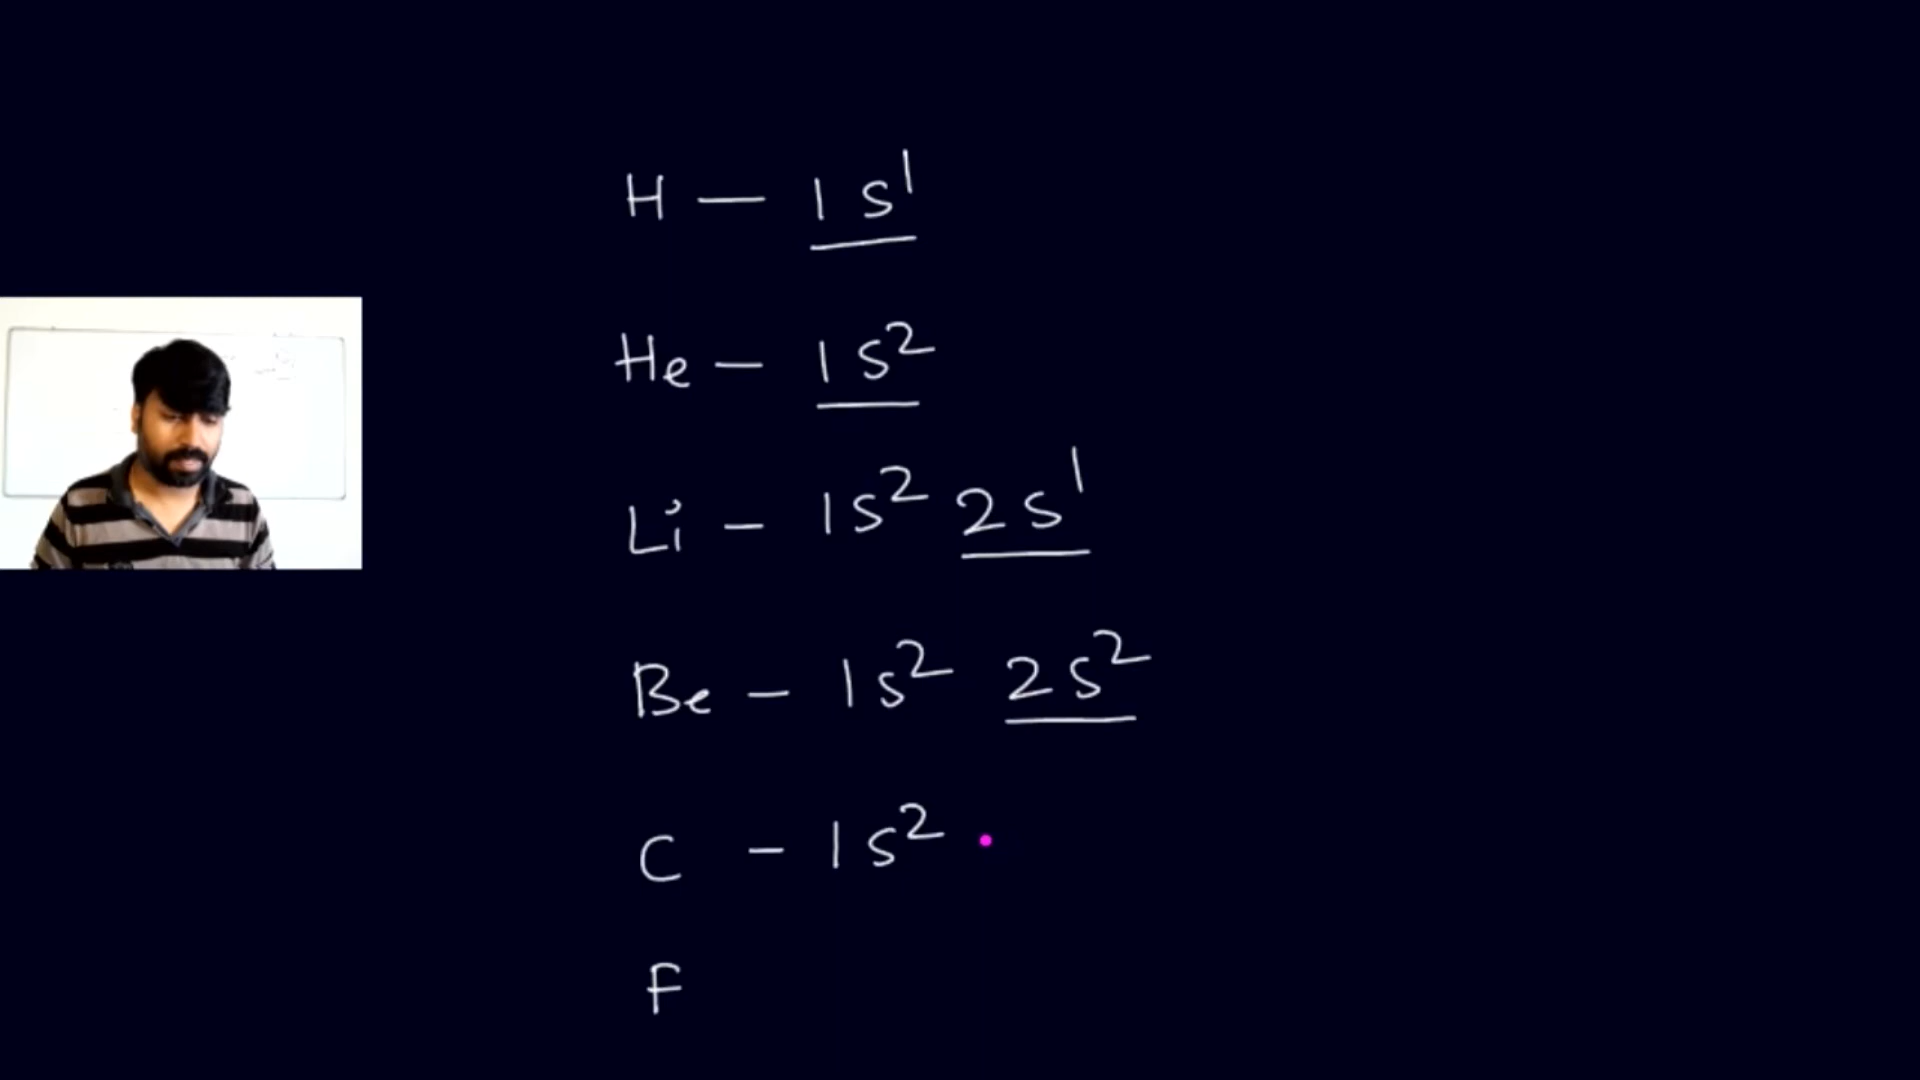 H — 1s¹
He – 1s²
Li – 1s² 2s¹
Be – 1s² 2s²
C – 1s²
F